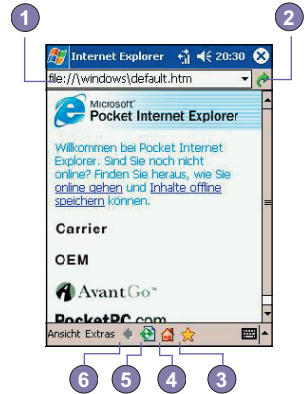 1
2
Internet Explorer 20:30
file://\windows\default.htm
Microsoft®
Pocket Internet Explorer
Willkommen bei Pocket Internet
Explorer. Sind Sie noch nicht
online? Finden Sie heraus, wie Sie
online gehen und Inhalte offline
speichern können.
Carrier
OEM
AvantGo™
PocketPC.com
Ansicht Extras
6
5
4
3